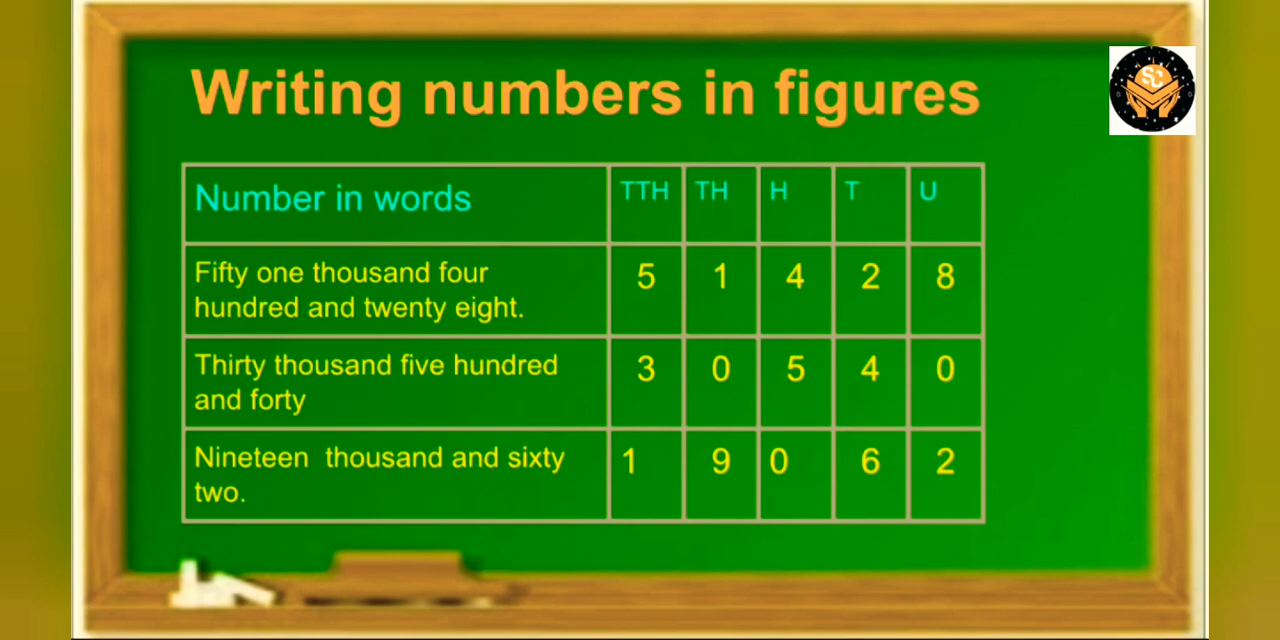 SC
Writing numbers in figures
Number in words TTH TH H T U
Fifty one thousand four
hundred and twenty eight. 5 1 4 2 8
Thirty thousand five hundred
and forty 3 0 5 4 0
Nineteen thousand and sixty
two. 1 9 0 6 2